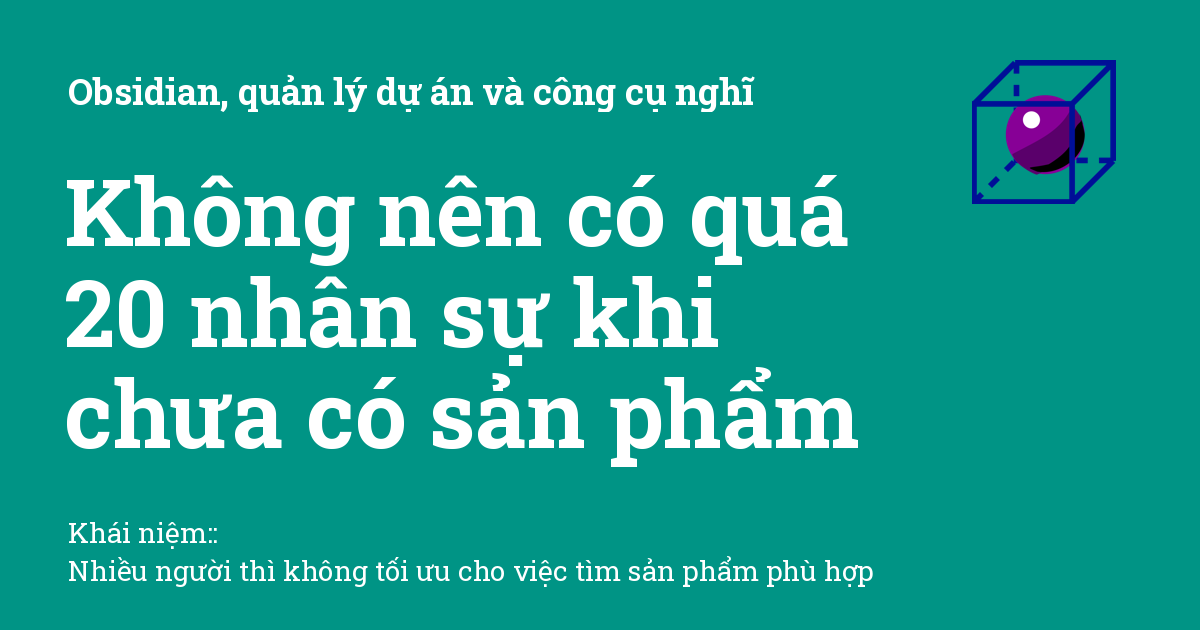 Obsidian, quản lý dự án và công cụ nghĩ
Không nên có quá
20 nhân sự khi
chưa có sản phẩm
Khái niệm::
Nhiều người thì không tối ưu cho việc tìm sản phẩm phù hợp